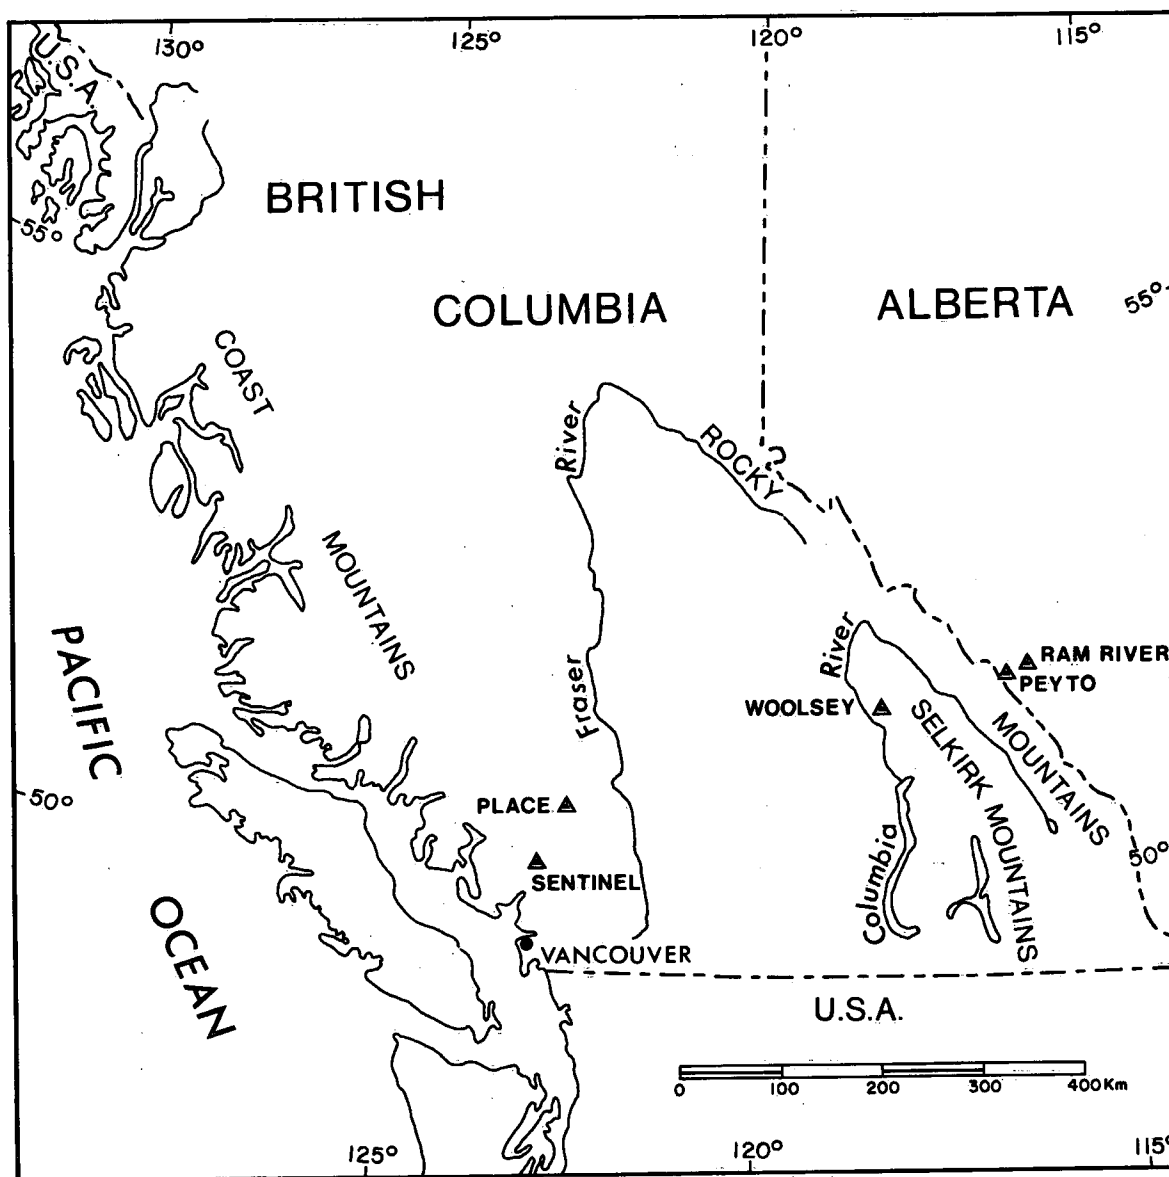 130°
125°
120°
115°
U.S.A.
BRITISH
55°
COLUMBIA
ALBERTA
55°
COAST
River
ROCKY
MOUNTAINS
PACIFIC
Fraser
River
RAM RIVER
PEYTO
WOOLSEY
SELKIRK MOUNTAINS
MOUNTAINS
50°
PLACE
50°
SENTINEL
Columbia
OCEAN
VANCOUVER
U.S.A.
0 100 200 300 400 Km
125°
120°
115°